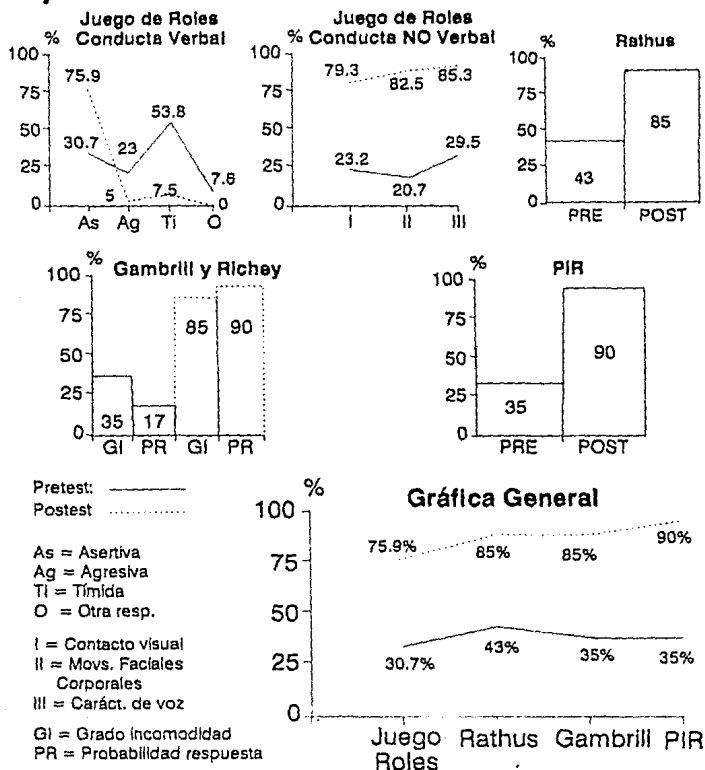 Juego de Roles
% Conducta Verbal
100
75
50
25
0
75.9
30.7
23
53.8
5
7.5
7.6
0
As Ag Ti O
Juego de Roles
% Conducta NO Verbal
100
75
50
25
0
79.3
82.5
85.3
23.2
20.7
29.5
I II III
% Rathus
100
75
50
25
0
43
85
PRE POST
% Gambrill y Richey
100
75
50
25
0
35
17
85
90
GI PR GI PR
% PIR
100
75
50
25
0
35
90
PRE POST
Pretest:
Postest
As = Asertiva
Ag = Agresiva
Ti = Tímida
O = Otra resp.
I = Contacto visual
II = Movs. Faciales
Corporales
III = Caráct. de voz
GI = Grado incomodidad
PR = Probabilidad respuesta
% Gráfica General
100
75
50
25
0
75.9%
85%
85%
90%
30.7%
43%
35%
35%
Juego Rathus Gambrill PIR
Roles